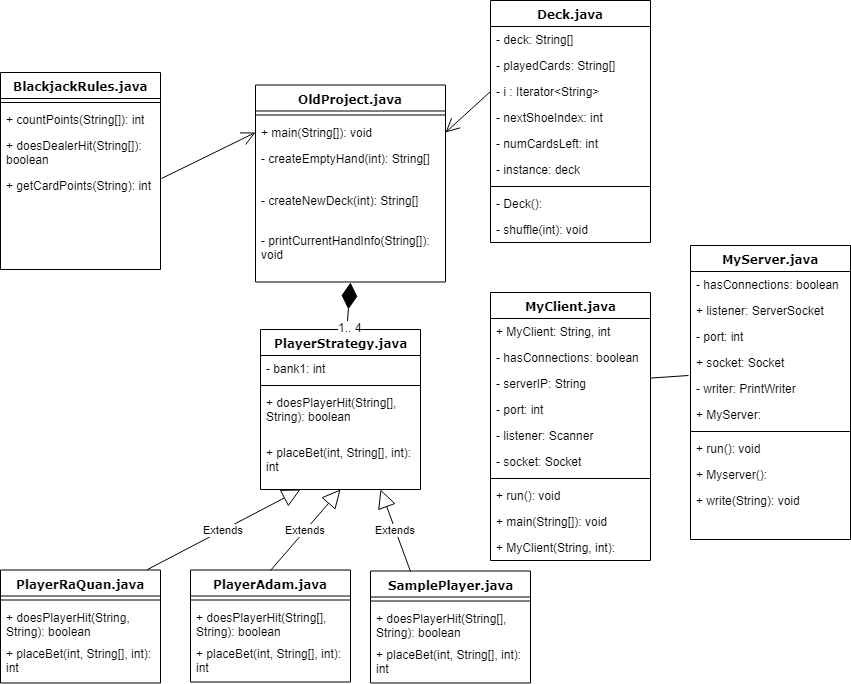 BlackjackRules.java
+ countPoints(String[]): int
+ doesDealerHit(String[]):
boolean
+ getCardPoints(String): int
OldProject.java
+ main(String[]): void
- createEmptyHand(int): String[]
- createNewDeck(int): String[]
- printCurrentHandInfo(String[]):
void
Deck.java
- deck: String[]
- playedCards: String[]
- i : Iterator<String>
- nextShoeIndex: int
- numCardsLeft: int
- instance: deck
- Deck():
- shuffle(int): void
1.. 4
PlayerStrategy.java
- bank1: int
+ doesPlayerHit(String[],
String): boolean
+ placeBet(int, String[], int):
int
MyClient.java
+ MyClient: String, int
- hasConnections: boolean
- serverIP: String
- port: int
- listener: Scanner
- socket: Socket
+ run(): void
+ main(String[]): void
+ MyClient(String, int):
MyServer.java
- hasConnections: boolean
+ listener: ServerSocket
- port: int
+ socket: Socket
- writer: PrintWriter
+ MyServer:
+ run(): void
+ Myserver():
+ write(String): void
Extends
Extends
Extends
PlayerRaQuan.java
+ doesPlayerHit(String,
String): boolean
+ placeBet(int, String[], int):
int
PlayerAdam.java
+ doesPlayerHit(String[],
String): boolean
+ placeBet(int, String[], int):
int
SamplePlayer.java
+ doesPlayerHit(String[],
String): boolean
+ placeBet(int, String[], int):
int